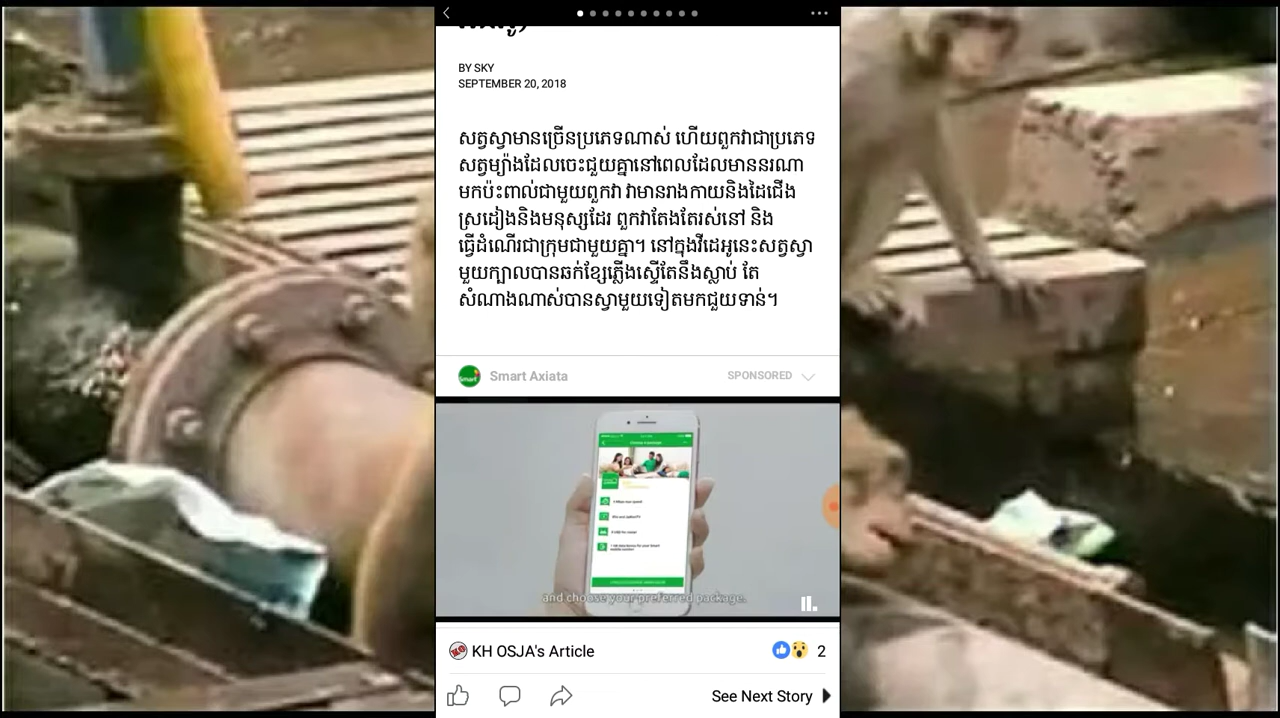 BY SKY
SEPTEMBER 20, 2018
សត្វស្វាមានច្រើនប្រភេទណាស់ ហើយពួកវាជាប្រភេទ
សត្វម្យ៉ាងដែលចេះជួយគ្នានៅពេលដែលមាននរណា
មកប៉ះពាល់ជាមួយពួកវា វាមានរាងកាយនិងដៃជើង
ស្រដៀងនិងមនុស្សដែរ ពួកវាតែងតែរស់នៅ និង
ធ្វើដំណើរជាក្រុមជាមួយគ្នា។ នៅក្នុងវីដេអូនេះសត្វស្វា
មួយក្បាលបានឆក់ខ្សែភ្លើងស្ទើតែនឹងស្លាប់ តែ
សំណាងណាស់បានស្វាមួយទៀតមកជួយទាន់។
Smart Axiata
SPONSORED
and choose your preferred package.
KH OSJA's Article
2
See Next Story